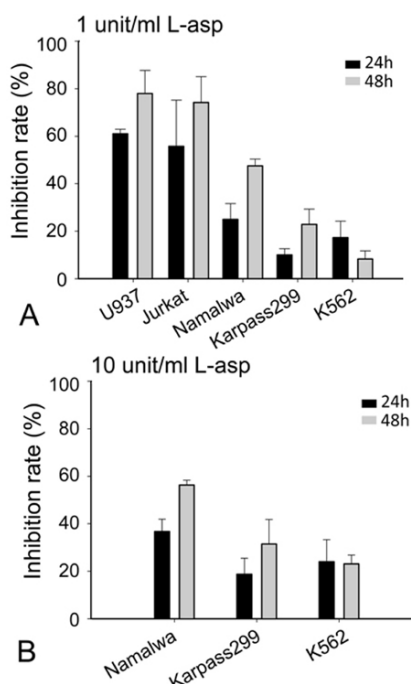 1 unit/ml L-asp
Inhibition rate (%)
100
80
60
40
20
0
24h
48h
U937
Jurkat
Namalwa
Karpass299
K562
A
10 unit/ml L-asp
Inhibition rate (%)
100
80
60
40
20
0
24h
48h
Namalwa
Karpass299
K562
B